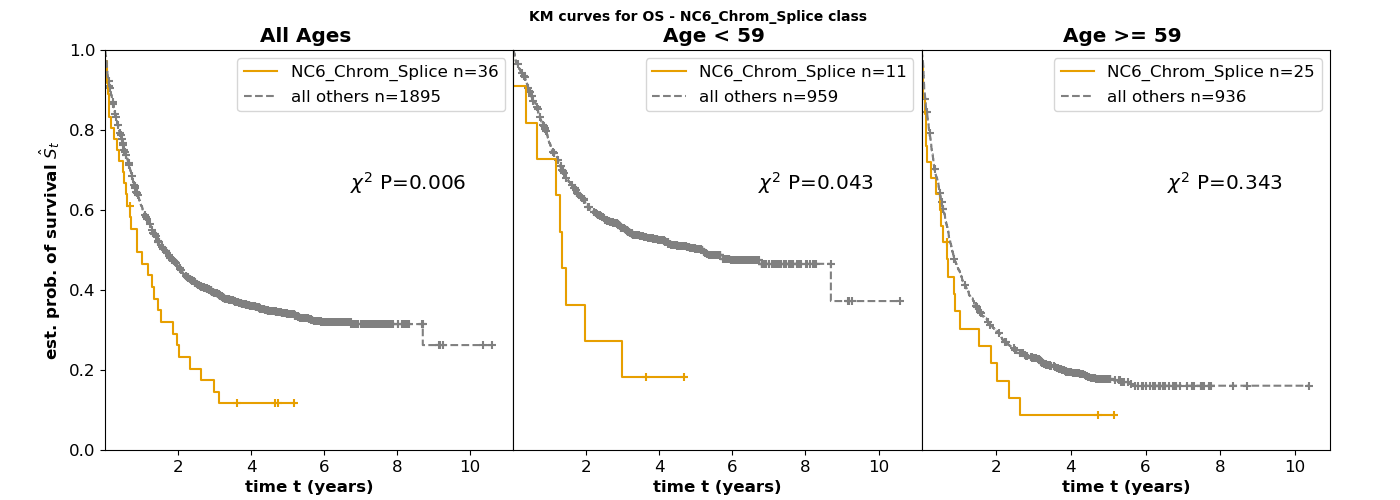 KM curves for OS - NC6_Chrom_Splice class
All Ages
Age < 59
Age >= 59
NC6_Chrom_Splice n=36
all others n=1895
NC6_Chrom_Splice n=11
all others n=959
NC6_Chrom_Splice n=25
all others n=936
χ² P=0.006
χ² P=0.043
χ² P=0.343
est. prob. of survival Ŝₜ
1.0
0.8
0.6
0.4
0.2
0.0
2 4 6 8 10
2 4 6 8 10
2 4 6 8 10
time t (years)
time t (years)
time t (years)